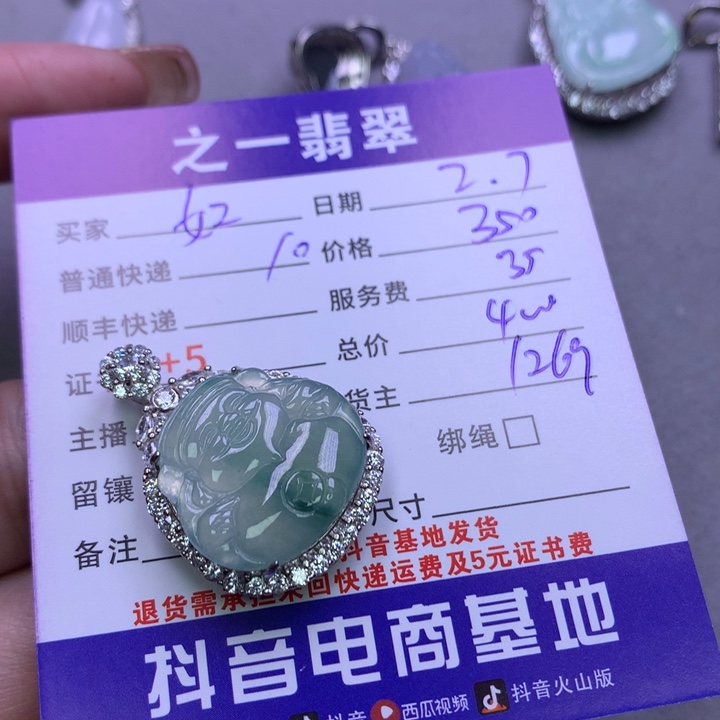 之一翡翠
买家 日期 2.7
普通快递 10 价格 350
顺丰快递 服务费 35
证 +5 总价 400
主播 货主 1269
留镶 绑绳
备注 尺寸
抖音基地发货
退货需承担来回快递运费及5元证书费
抖音电商基地
抖音 西瓜视频 抖音火山版